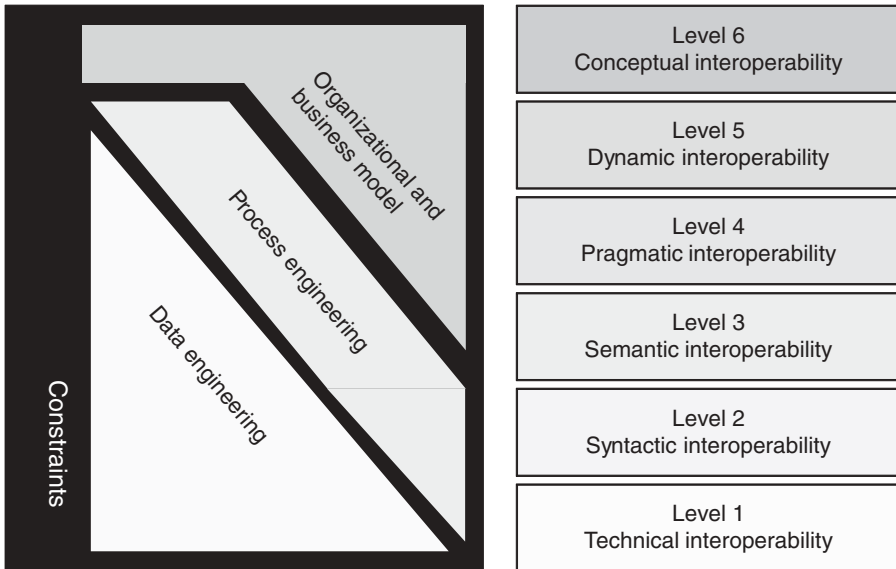 Organizational and
business model
Process engineering
Data engineering
Constraints
Level 6
Conceptual interoperability
Level 5
Dynamic interoperability
Level 4
Pragmatic interoperability
Level 3
Semantic interoperability
Level 2
Syntactic interoperability
Level 1
Technical interoperability